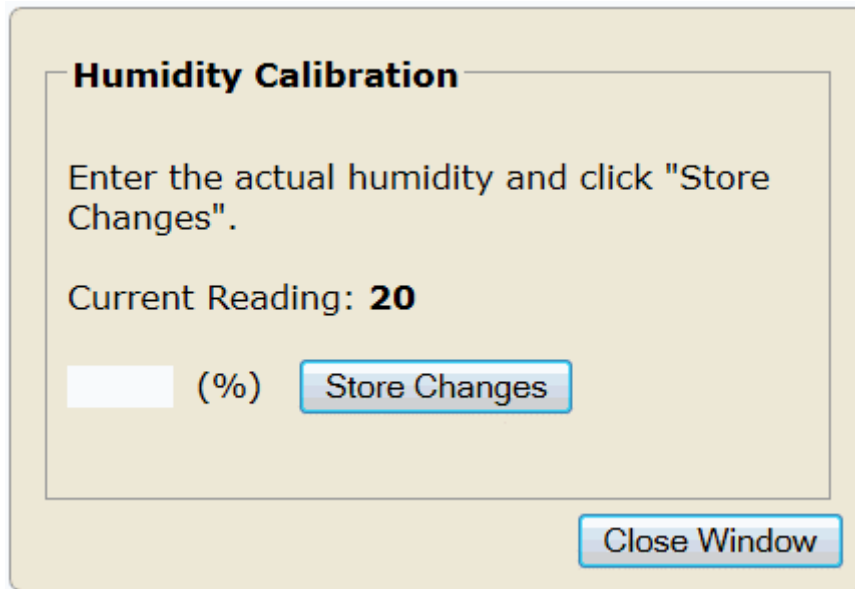 Humidity Calibration
Enter the actual humidity and click "Store
Changes".
Current Reading: 20
(%) Store Changes
Close Window